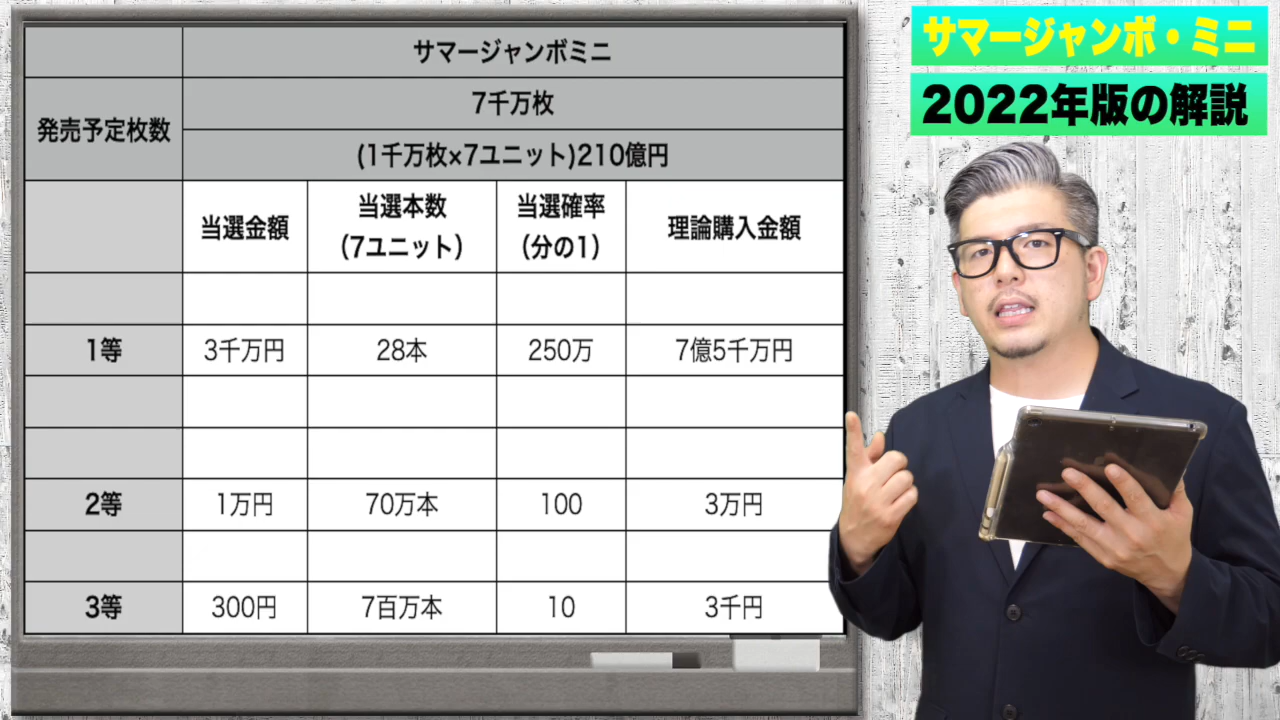 サマージャンボ・ミニ
2022年版の解説
サマージャンボミニ
発売予定枚数
7千万枚
(1千万枚×7ユニット)210億円
当選金額 当選本数 当選確率 理論購入金額
（7ユニット） （分の1）
1等 3千万円 28本 250万 7億5千万円
2等 1万円 70万本 100 3万円
3等 300円 7百万本 10 3千円